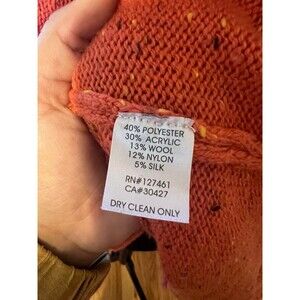 40% POLYESTER
30% ACRYLIC
13% WOOL
12% NYLON
5% SILK
RN#127461
CA#30427
DRY CLEAN ONLY